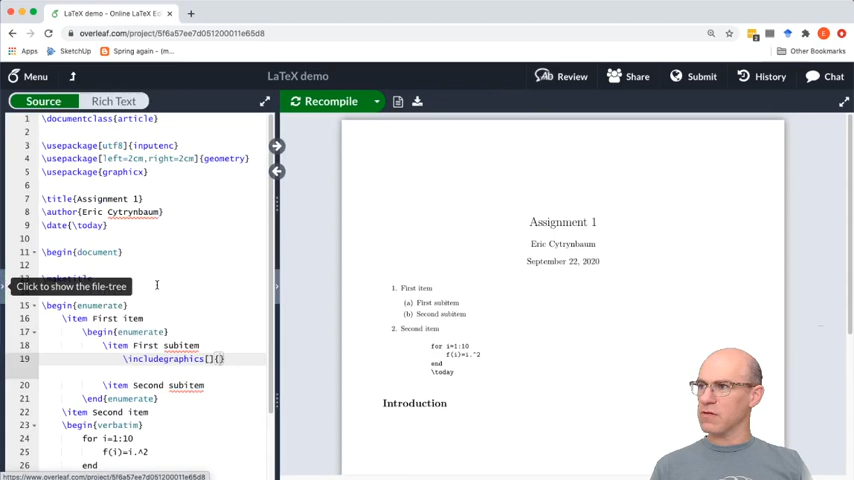 LaTeX demo - Online LaTeX Ed
overleaf.com/project/5f6a57ee7d051200011e65d8
Apps
SketchUp
Spring again - m...
Other Bookmarks
Menu
LaTeX demo
Review
Share
Submit
History
Chat
Source
Rich Text
Recompile
1 \documentclass{article}
2
3 \usepackage[utf8]{inputenc}
4 \usepackage[left=2cm,right=2cm]{geometry}
5 \usepackage{graphicx}
6
7 \title{Assignment 1}
8 \author{Eric Cytrynbaum}
9 \date{\today}
10
11 \begin{document}
12
Click to show the file-tree
15 \begin{enumerate}
16 \item First item
17 \begin{enumerate}
18 \item First subitem
19 \includegraphics[]{}
20 \item Second subitem
21 \end{enumerate}
22 \item Second item
23 \begin{verbatim}
24 for i=1:10
25 f(i)=i.^2
26 end
https://www.overleaf.com/project/5f6a57ee7d051200011e65d8
Assignment 1
Eric Cytrynbaum
September 22, 2020
1. First item
(a) First subitem
(b) Second subitem
2. Second item
for i=1:10
f(i)=i.^2
end
\today
Introduction